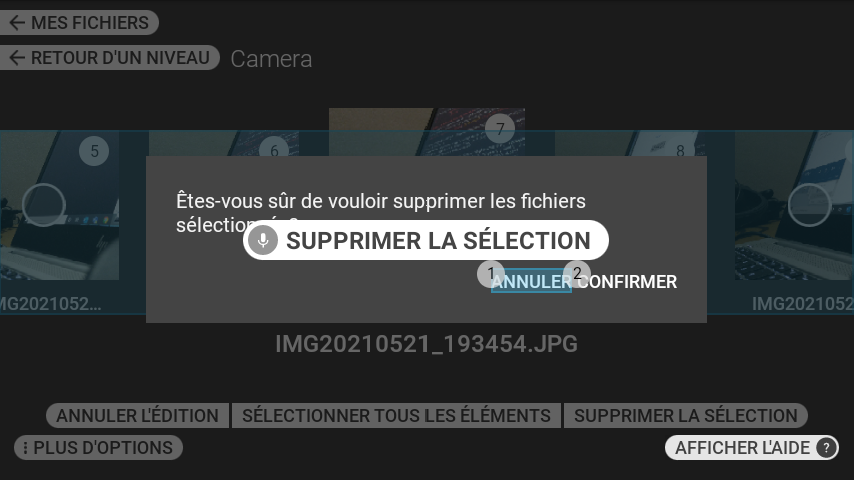 MES FICHIERS
RETOUR D'UN NIVEAU
Camera
5
6
7
8
Êtes-vous sûr de vouloir supprimer les fichiers
SUPPRIMER LA SÉLECTION
1
ANNULER
2
CONFIRMER
IMG20210521_193454.JPG
ANNULER L'ÉDITION
SÉLECTIONNER TOUS LES ÉLÉMENTS
SUPPRIMER LA SÉLECTION
PLUS D'OPTIONS
AFFICHER L'AIDE ?